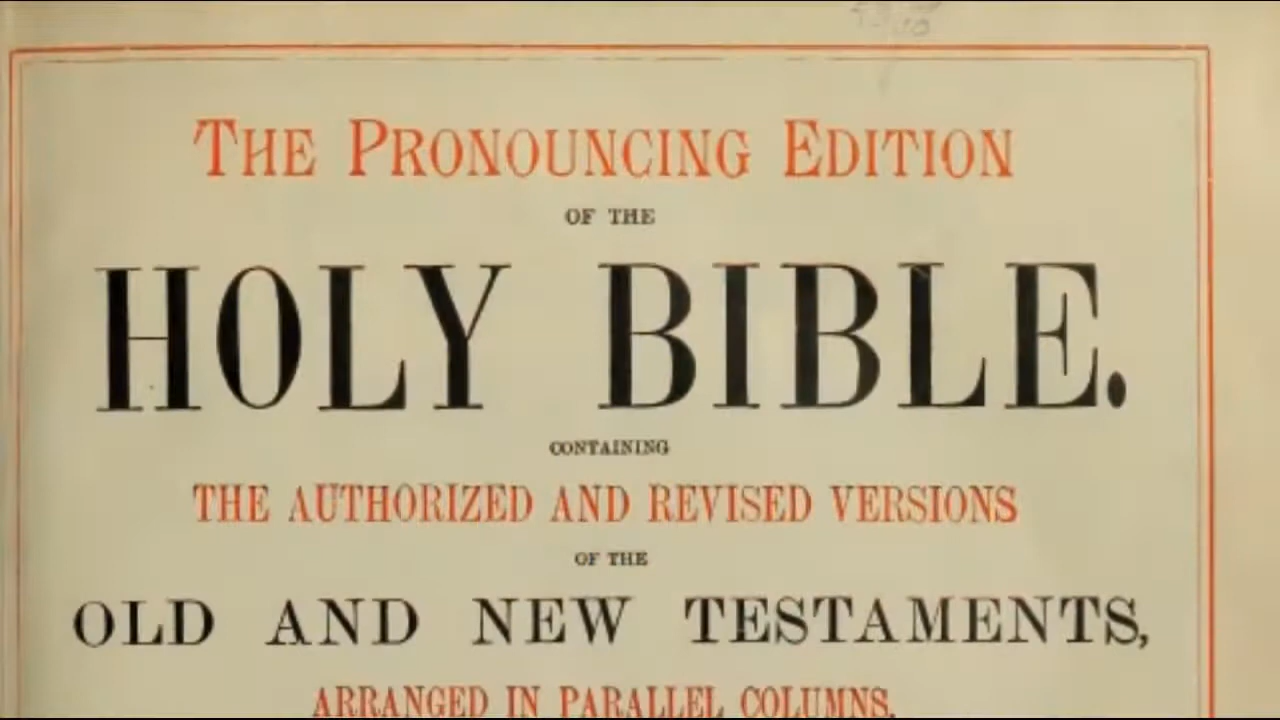 THE PRONOUNCING EDITION
OF THE
HOLY BIBLE.
CONTAINING
THE AUTHORIZED AND REVISED VERSIONS
OF THE
OLD AND NEW TESTAMENTS,
ARRANGED IN PARALLEL COLUMNS.